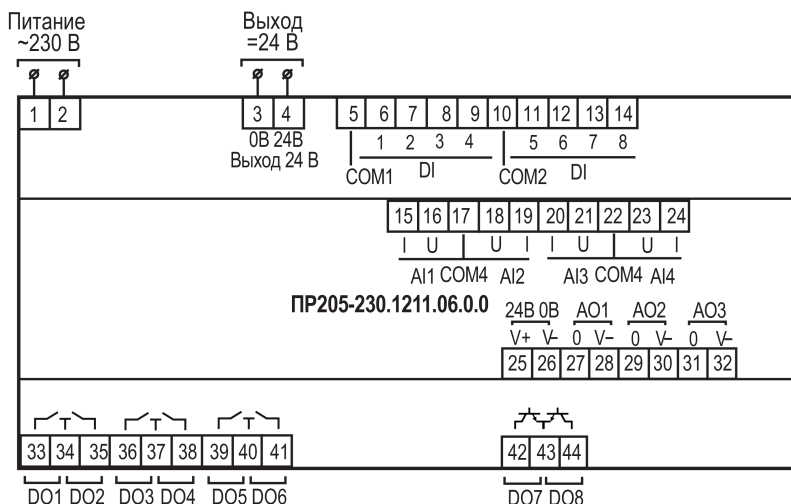 Питание
~230 В
Выход
=24 В
1 2 3 4 5 6 7 8 9 10 11 12 13 14
0В 24В 1 2 3 4 5 6 7 8
Выход 24 В
COM1 DI COM2 DI
15 16 17 18 19 20 21 22 23 24
I U U I I U U I
AI1 COM4 AI2 AI3 COM4 AI4
ПР205-230.1211.06.0.0
24В 0В AO1 AO2 AO3
V+ V- 0 V- 0 V- 0 V-
25 26 27 28 29 30 31 32
33 34 35 36 37 38 39 40 41 42 43 44
DO1 DO2 DO3 DO4 DO5 DO6 DO7 DO8